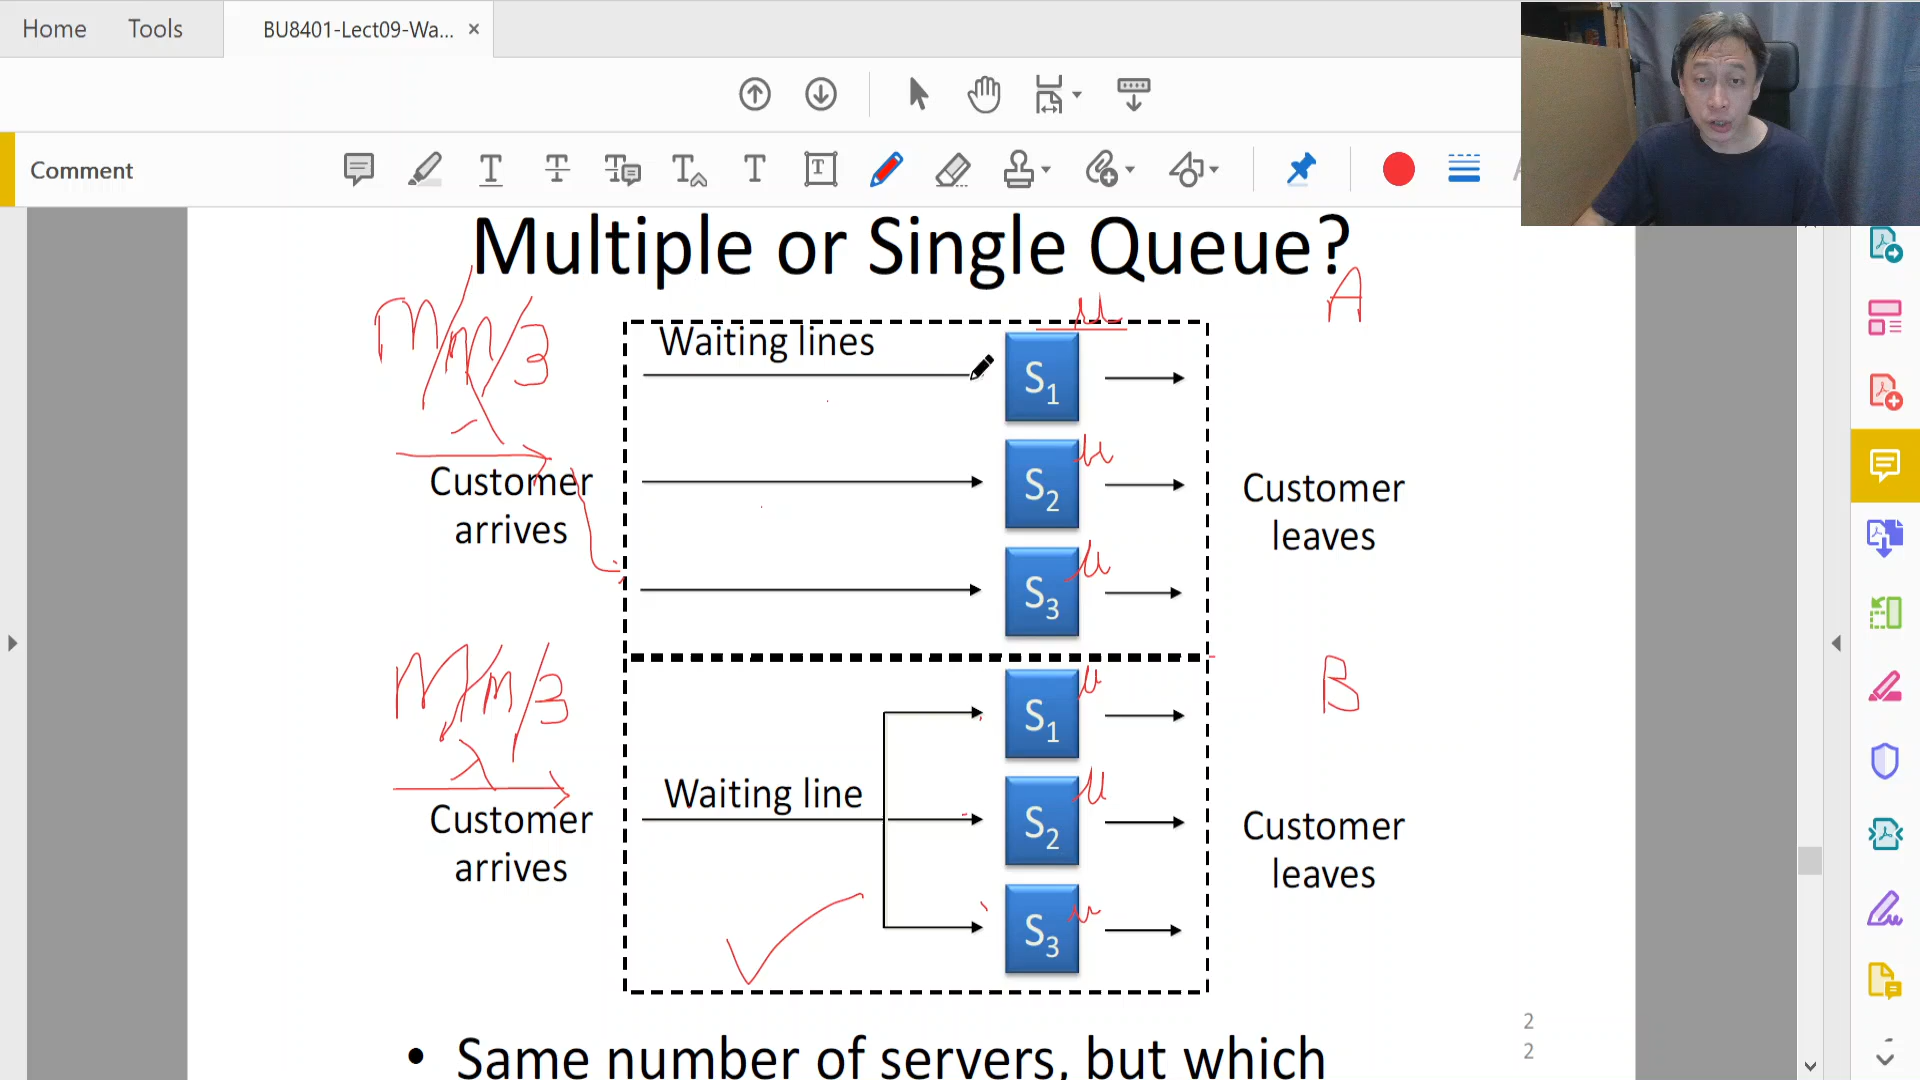 Home Tools BU8401-Lect09-Wa... ×
Comment
Multiple or Single Queue?
A
M/M/3
μ
Waiting lines
S1
λ
μ
Customer
arrives
S2
Customer
leaves
μ
S3
M/M/3
B
μ
S1
λ
μ
Waiting line
Customer
arrives
S2
Customer
leaves
μ
S3
2
2
• Same number of servers, but which